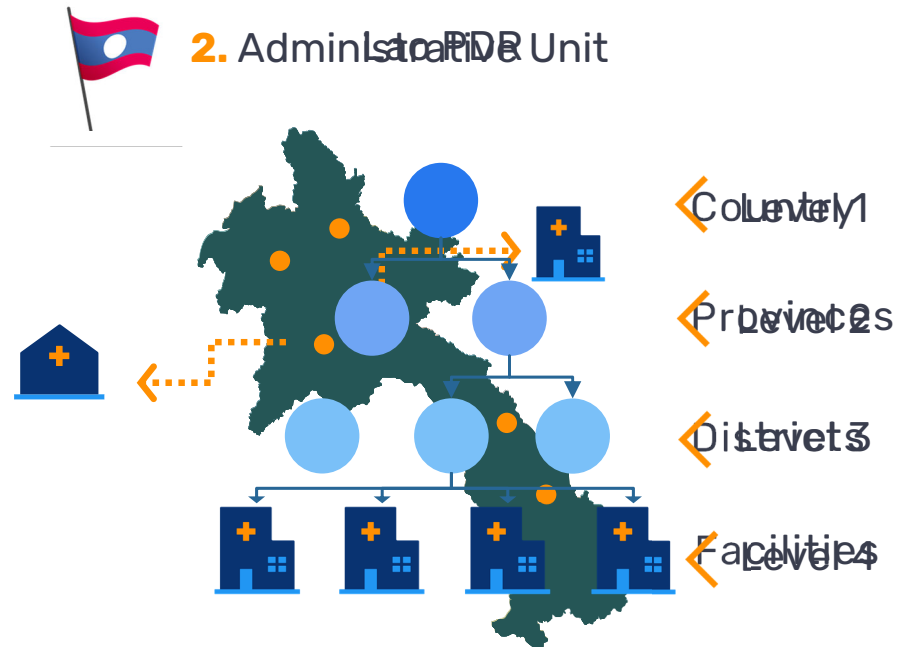 2. Administrative Unit
Lao PDR
Country
Level 1
Provinces
Level 2
Districts
Level 3
Facilities
Level 4